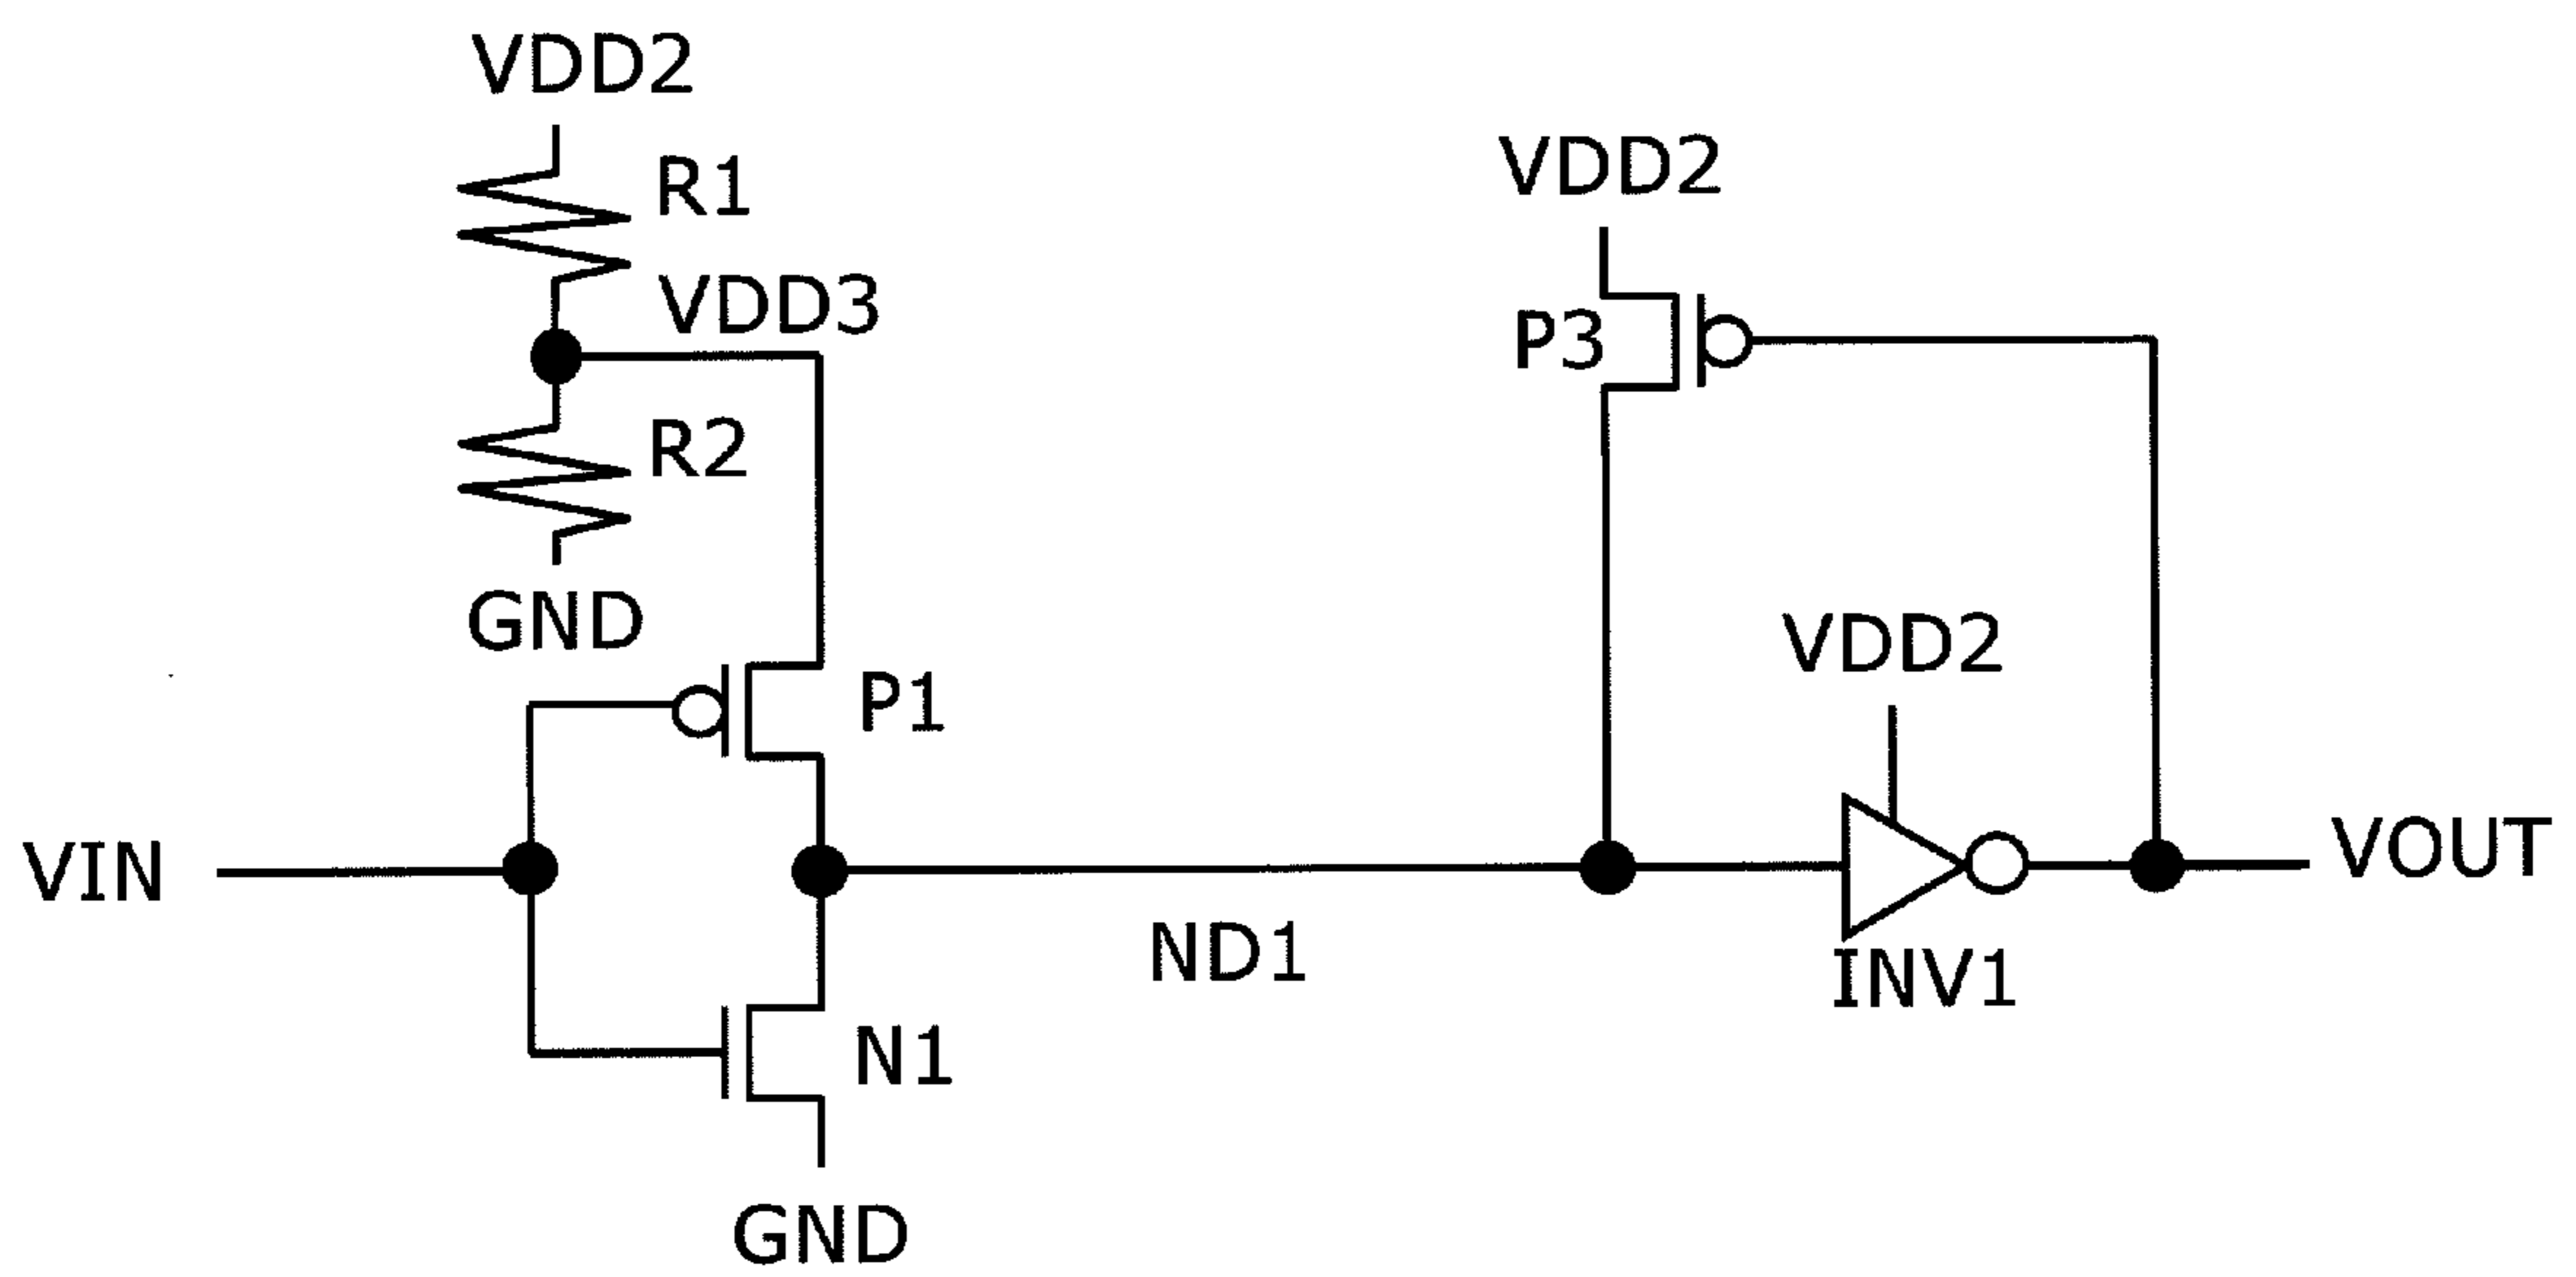 VDD2
R1
VDD3
R2
GND
P1
VIN
N1
GND
ND1
VDD2
P3
VDD2
INV1
VOUT